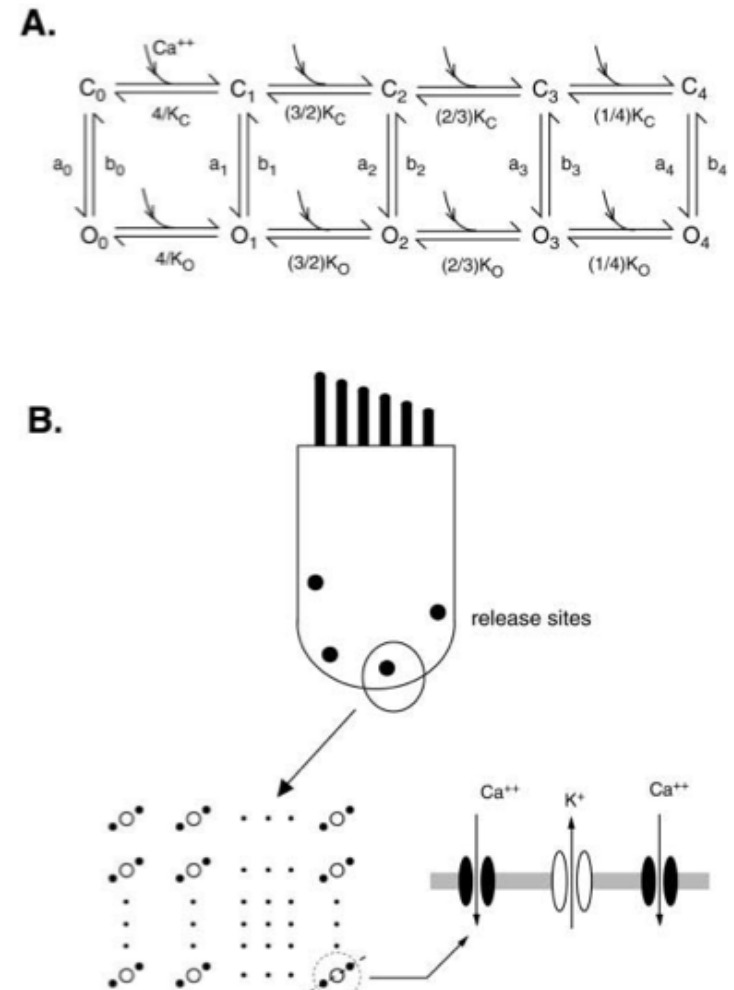 A.
Ca++
C0 C1 C2 C3 C4
4/KC (3/2)KC (2/3)KC (1/4)KC
a0 b0 a1 b1 a2 b2 a3 b3 a4 b4
O0 O1 O2 O3 O4
4/KO (3/2)KO (2/3)KO (1/4)KO
B.
release sites
Ca++ K+ Ca++